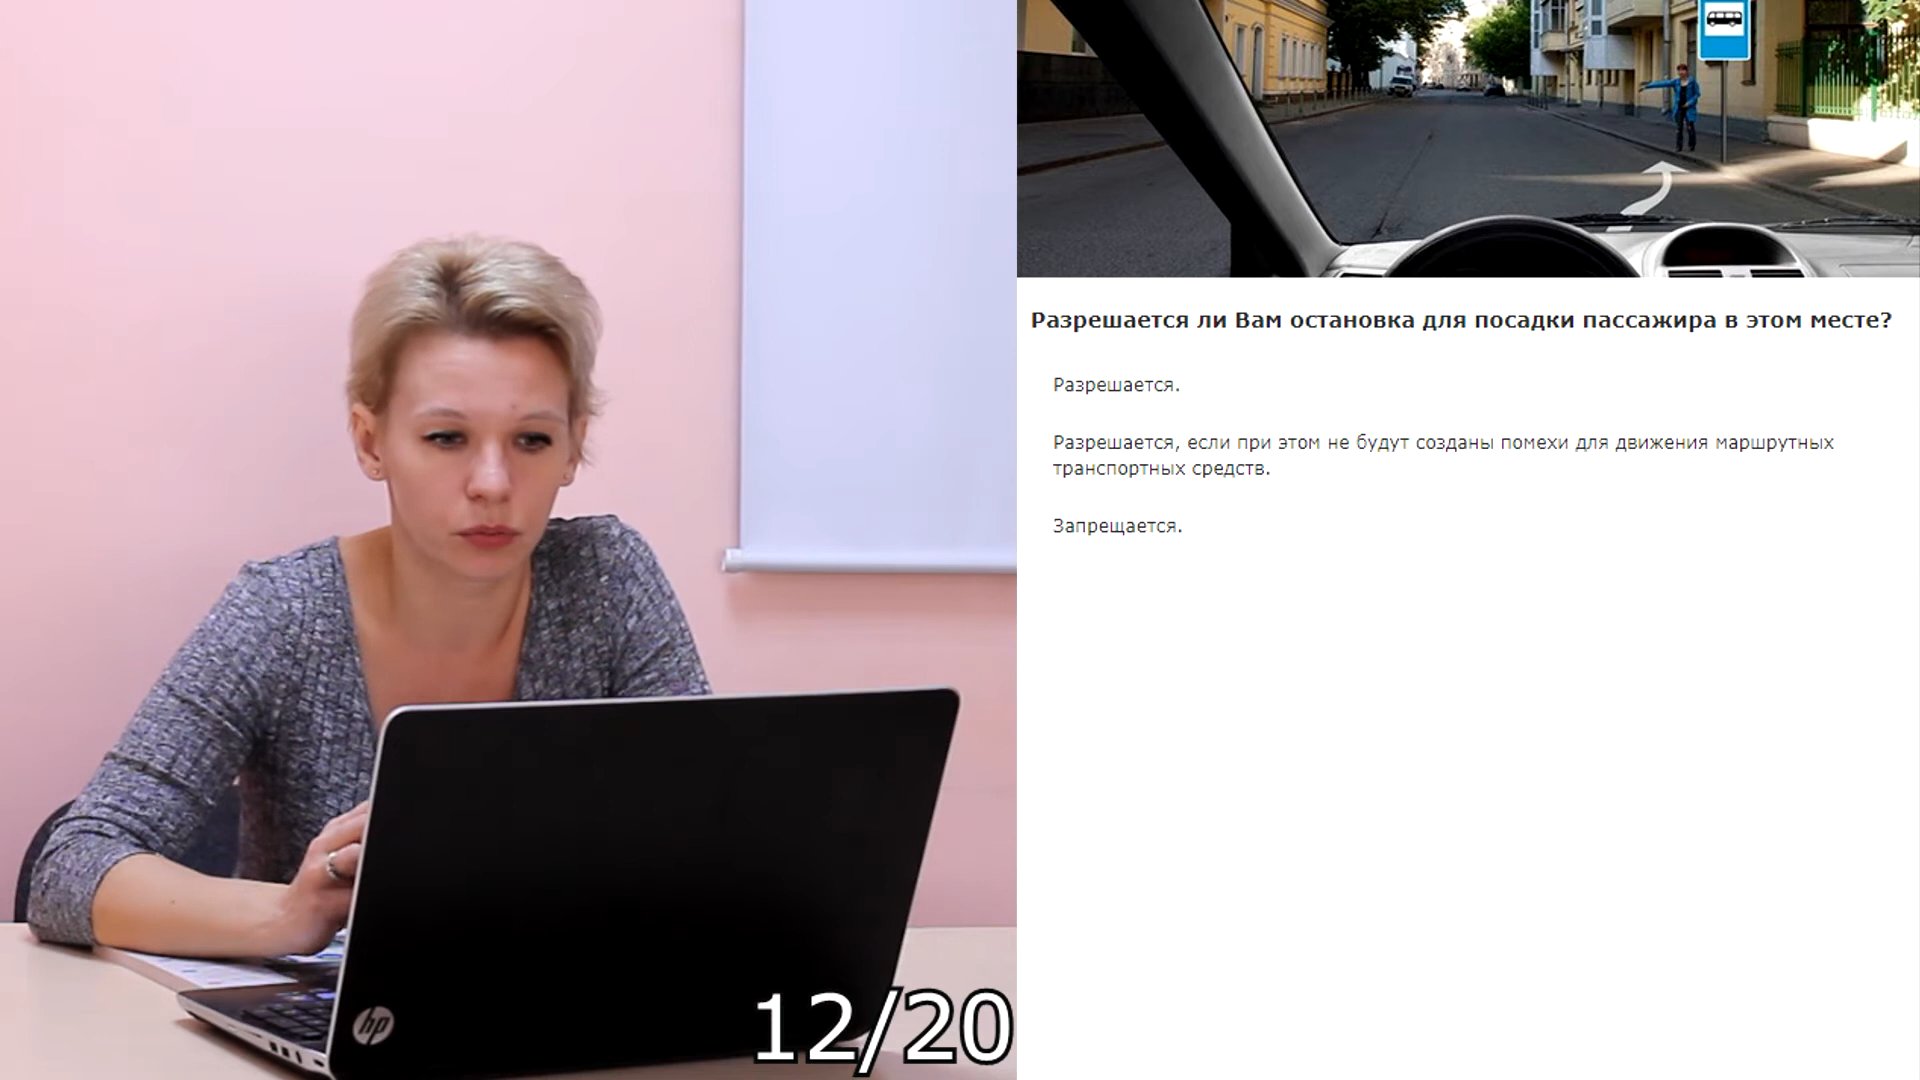 Разрешается ли Вам остановка для посадки пассажира в этом месте?
Разрешается.
Разрешается, если при этом не будут созданы помехи для движения маршрутных
транспортных средств.
Запрещается.
hp
12/20